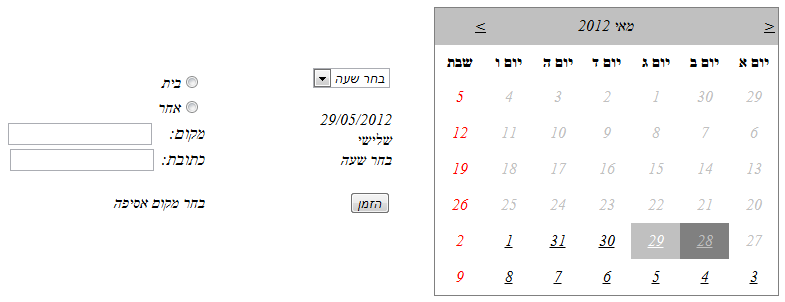 < מאי 2012 >
יום א יום ב יום ג יום ד יום ה יום ו שבת
29 30 1 2 3 4 5
6 7 8 9 10 11 12
13 14 15 16 17 18 19
20 21 22 23 24 25 26
27 28 29 30 31 1 2
3 4 5 6 7 8 9
בחר שעה
29/05/2012
שלישי
בחר שעה
הזמן
בית
אחר
מקום:
כתובת:
בחר מקום אסיפה